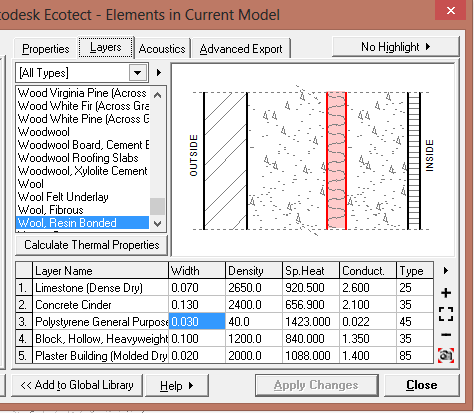 todesk Ecotect - Elements in Current Model
Properties Layers Acoustics Advanced Export No Highlight
[All Types]
Wood Virginia Pine (Across
Wood White Fir (Across Gra
Wood White Pine (Across G
Woodwool
Woodwool Board, Cement B
Woodwool Roofing Slabs
Woodwool, Xylolite Cement
Wool
Wool Felt Underlay
Wool, Fibrous
Wool, Resin Bonded
Calculate Thermal Properties
OUTSIDE
INSIDE
Layer Name Width Density Sp.Heat Conduct. Type
1. Limestone (Dense Dry) 0.070 2650.0 920.500 2.600 25
2. Concrete Cinder 0.130 2400.0 656.900 2.100 35
3. Polystyrene General Purpose 0.030 40.0 1423.000 0.022 45
4. Block, Hollow, Heavyweight 0.100 1200.0 840.000 1.350 35
5. Plaster Building (Molded Dry 0.020 2000.0 1088.000 1.400 85
<< Add to Global Library Help Apply Changes Close